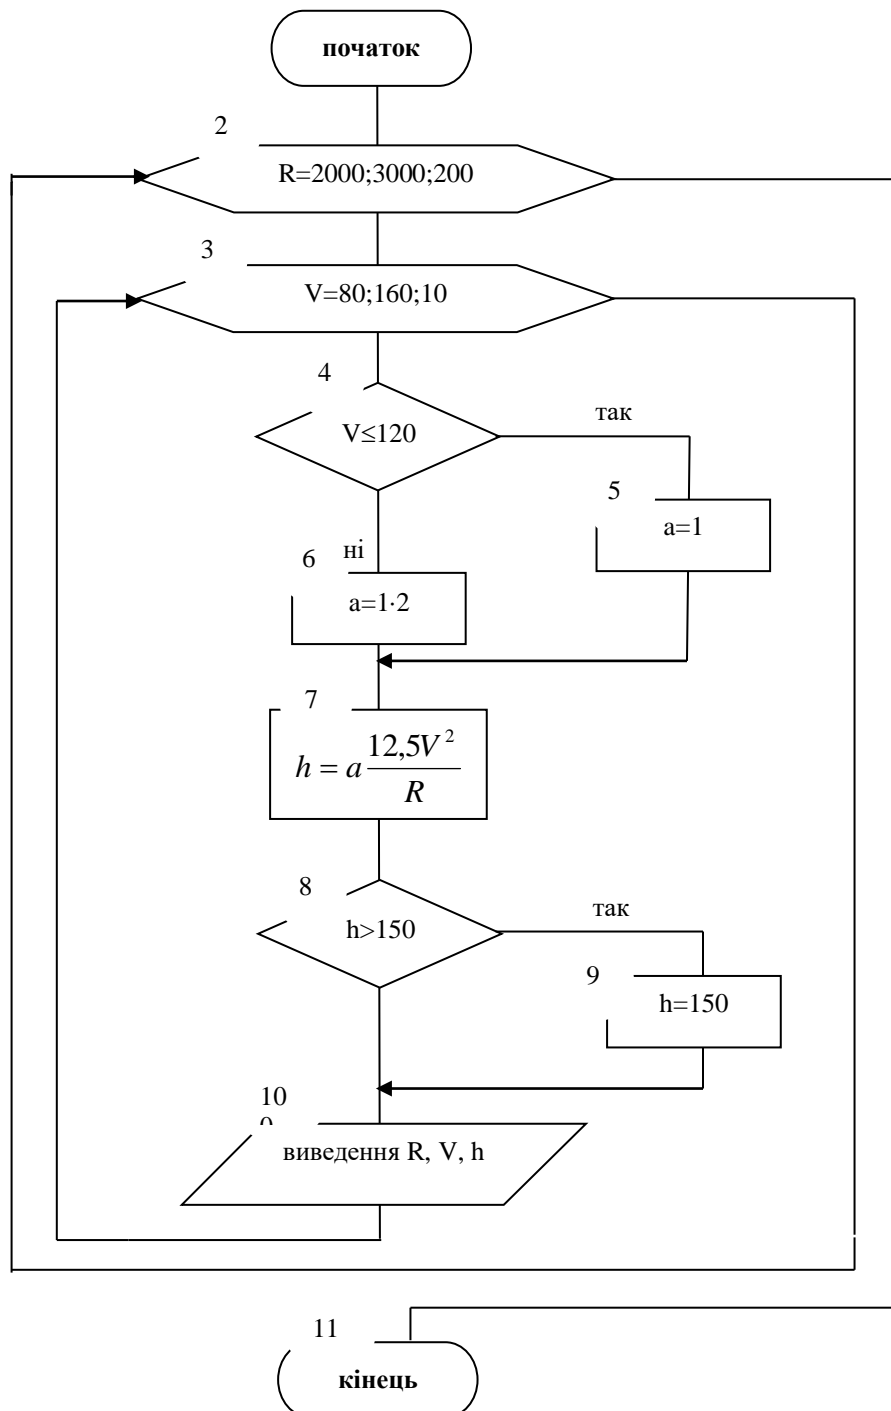 початок
2
R=2000;3000;200
3
V=80;160;10
4
V≤120
так
5
a=1
6
ні
a=1·2
7
h = a 12,5V² / R
8
h>150
так
9
h=150
10
0
виведення R, V, h
11
кінець